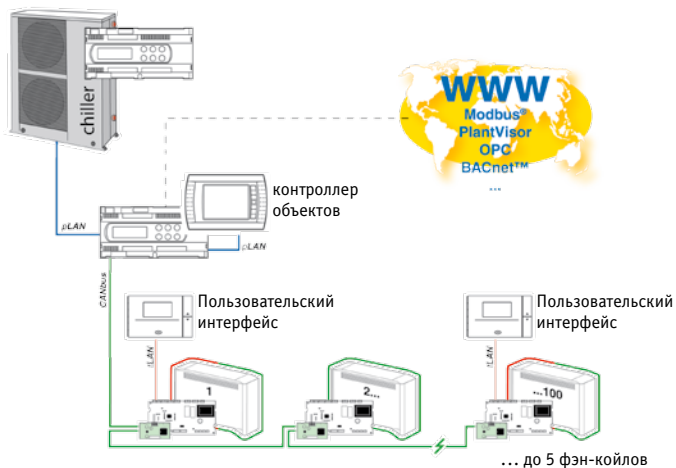 chiller
WWW
Modbus®
PlantVisor
OPC
BACnet™
...
контроллер
объектов
pLAN
pLAN
CANbus
Пользовательский
интерфейс
Пользовательский
интерфейс
tLAN
tLAN
1
2...
...100
... до 5 фэн-койлов